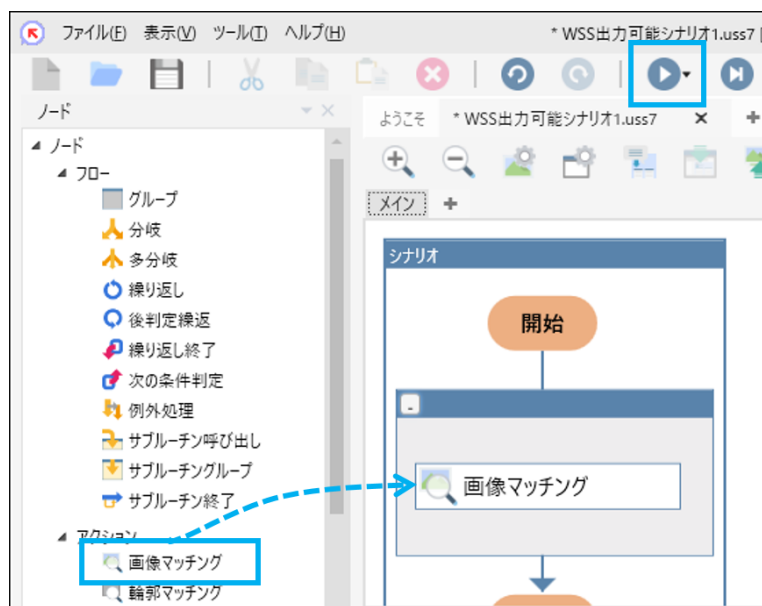 ファイル(F) 表示(V) ツール(T) ヘルプ(H) * WSS出力可能シナリオ1.uss7 [
ノード
ようこそ * WSS出力可能シナリオ1.uss7
ノード
フロー
グループ
分岐
多分岐
繰り返し
後判定繰返
繰り返し終了
次の条件判定
例外処理
サブルーチン呼び出し
サブルーチングループ
サブルーチン終了
アクション
画像マッチング
輪郭マッチング
メイン
シナリオ
開始
画像マッチング